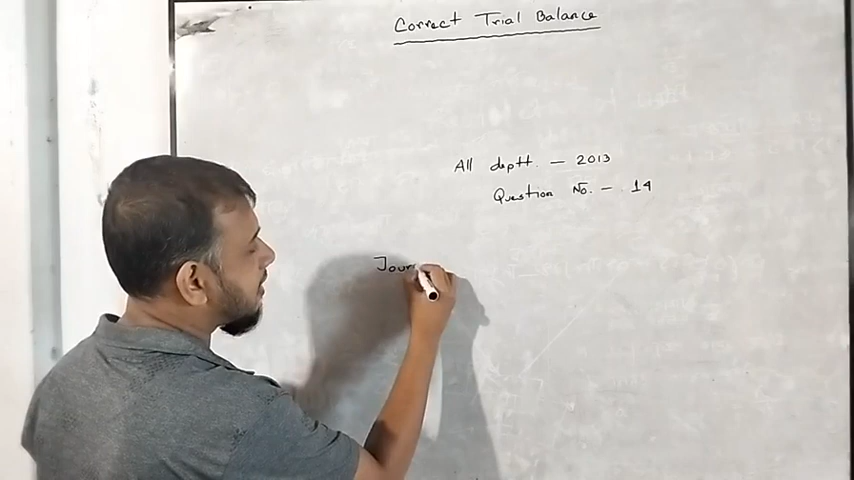 Correct Trial Balance
All deptt. - 2013
Question No. - 14
Jour